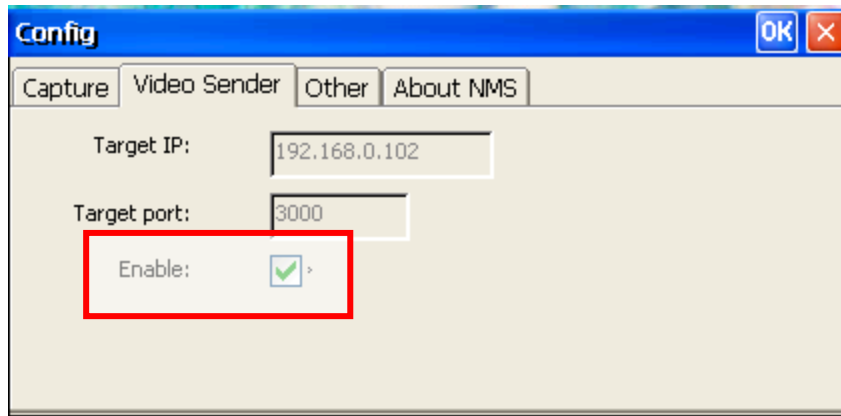 Config OK
Capture Video Sender Other About NMS
Target IP: 192.168.0.102
Target port: 3000
Enable: